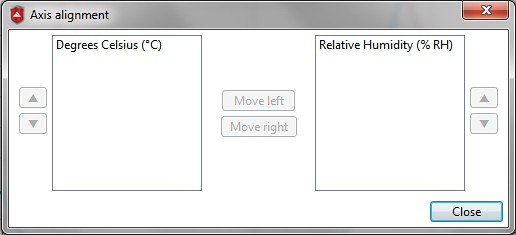 Axis alignment
Degrees Celsius (°C)
Relative Humidity (% RH)
Move left
Move right
Close